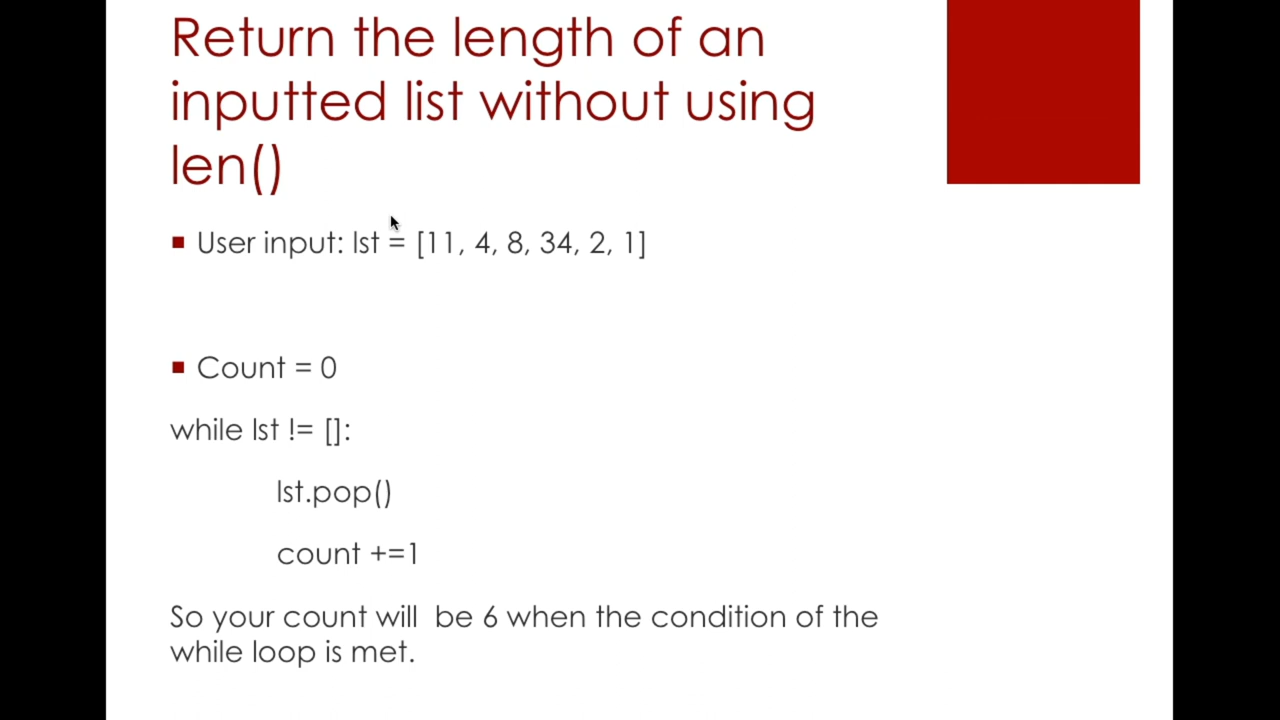 Return the length of an
inputted list without using
len()
User input: lst = [11, 4, 8, 34, 2, 1]
Count = 0
while lst != []:
lst.pop()
count +=1
So your count will  be 6 when the condition of the
while loop is met.